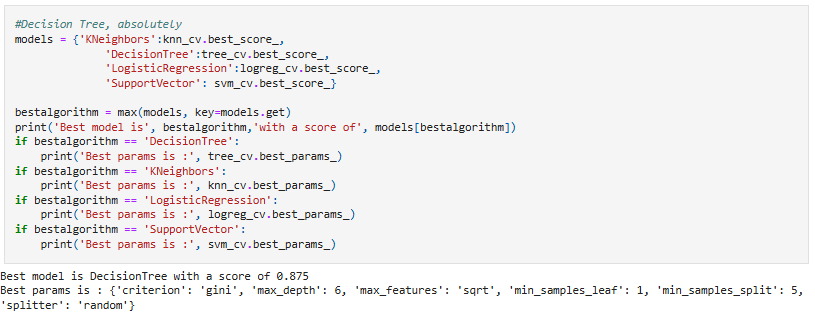 #Decision Tree, absolutely
models = {'KNeighbors':knn_cv.best_score_,
              'DecisionTree':tree_cv.best_score_,
              'LogisticRegression':logreg_cv.best_score_,
              'SupportVector': svm_cv.best_score_}

bestalgorithm = max(models, key=models.get)
print('Best model is', bestalgorithm,'with a score of', models[bestalgorithm])
if bestalgorithm == 'DecisionTree':
    print('Best params is :', tree_cv.best_params_)
if bestalgorithm == 'KNeighbors':
    print('Best params is :', knn_cv.best_params_)
if bestalgorithm == 'LogisticRegression':
    print('Best params is :', logreg_cv.best_params_)
if bestalgorithm == 'SupportVector':
    print('Best params is :', svm_cv.best_params_)
Best model is DecisionTree with a score of 0.875
Best params is : {'criterion': 'gini', 'max_depth': 6, 'max_features': 'sqrt', 'min_samples_leaf': 1, 'min_samples_split': 5,
'splitter': 'random'}